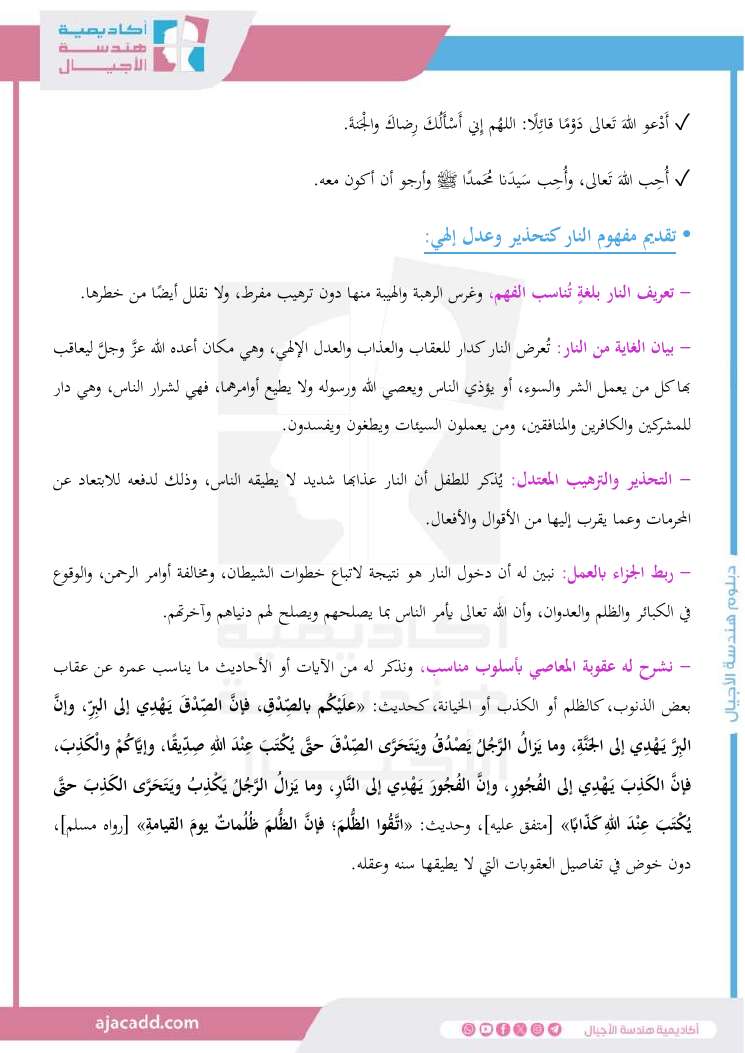 أكاديمية
هندسة
الأجيال
✓ أَدْعو اللهَ تَعالى دَوْمًا قائِلًا: اللهُم إِني أَسْأَلُكَ رِضاكَ والْجَنةَ.
✓ أُحِب اللهَ تَعالى، وأُحِب سَيدَنا مُحَمدًا ﷺ وأرجو أن أكون معه.
• تقديم مفهوم النار كتحذير وعدل إلهي:
– تعريف النار بلغةٍ تُناسب الفهم، وغرس الرهبة والهيبة منها دون ترهيب مفرط، ولا نقلل أيضًا من خطرها.
– بيان الغاية من النار: تُعرض النار كدار للعقاب والعذاب والعدل الإلهي، وهي مكان أعده الله عزَّ وجلَّ ليعاقب
بها كل من يعمل الشر والسوء، أو يؤذي الناس ويعصي الله ورسوله ولا يطيع أوامرهما، فهي لشرار الناس، وهي دار
للمشركين والكافرين والمنافقين، ومن يعملون السيئات ويطغون ويفسدون.
– التحذير والترهيب المعتدل: يُذكر للطفل أن النار عذابها شديد لا يطيقه الناس، وذلك لدفعه للابتعاد عن
المحرمات وعما يقرب إليها من الأقوال والأفعال.
– ربط الجزاء بالعمل: نبين له أن دخول النار هو نتيجة لاتباع خطوات الشيطان، ومخالفة أوامر الرحمن، والوقوع
في الكبائر والظلم والعدوان، وأن الله تعالى يأمر الناس بما يصلحهم ويصلح لهم دنياهم وآخرتهم.
– نشرح له عقوبة المعاصي بأسلوب مناسب، ونذكر له من الآيات أو الأحاديث ما يناسب عمره عن عقاب
بعض الذنوب، كالظلم أو الكذب أو الخيانة، كحديث: «علَيْكُم بالصِّدْقِ، فإنَّ الصِّدْقَ يَهْدِي إلى البِرِّ، وإنَّ
البِرَّ يَهْدِي إلى الجَنَّةِ، وما يَزالُ الرَّجُلُ يَصْدُقُ ويَتَحَرَّى الصِّدْقَ حتَّى يُكْتَبَ عِنْدَ اللهِ صِدِّيقًا، وإيَّاكُمْ والْكَذِبَ،
فإنَّ الكَذِبَ يَهْدِي إلى الفُجُورِ، وإنَّ الفُجُورَ يَهْدِي إلى النَّارِ، وما يَزالُ الرَّجُلُ يَكْذِبُ ويَتَحَرَّى الكَذِبَ حتَّى
يُكْتَبَ عِنْدَ اللهِ كَذّابًا» [متفق عليه]، وحديث: «اتَّقُوا الظُّلمَ؛ فإنَّ الظُّلمَ ظُلُماتٌ يومَ القيامةِ» [رواه مسلم]،
دون خوض في تفاصيل العقوبات التي لا يطيقها سنه وعقله.
دبلوم هندسة الأجيال
أكاديمية هندسة الأجيال
ajacadd.com